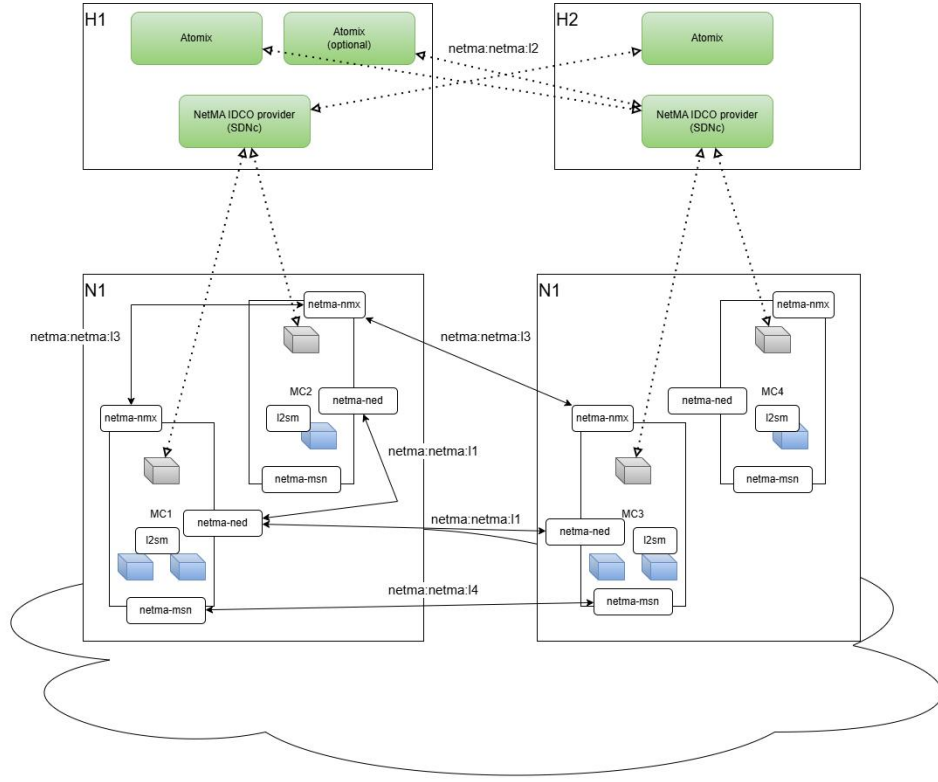 H1
Atomix
Atomix
(optional)
NetMA IDCO provider
(SDNc)
netma:netma:l2
H2
Atomix
NetMA IDCO provider
(SDNc)
N1
netma-nmx
netma:netma:l3
MC2
netma-ned
l2sm
netma-msn
netma-nmx
netma:netma:l1
MC1
netma-ned
l2sm
netma-msn
netma:netma:l3
netma:netma:l1
netma:netma:l4
N1
netma-nmx
MC4
netma-ned
l2sm
netma-msn
netma-nmx
MC3
netma-ned
l2sm
netma-msn